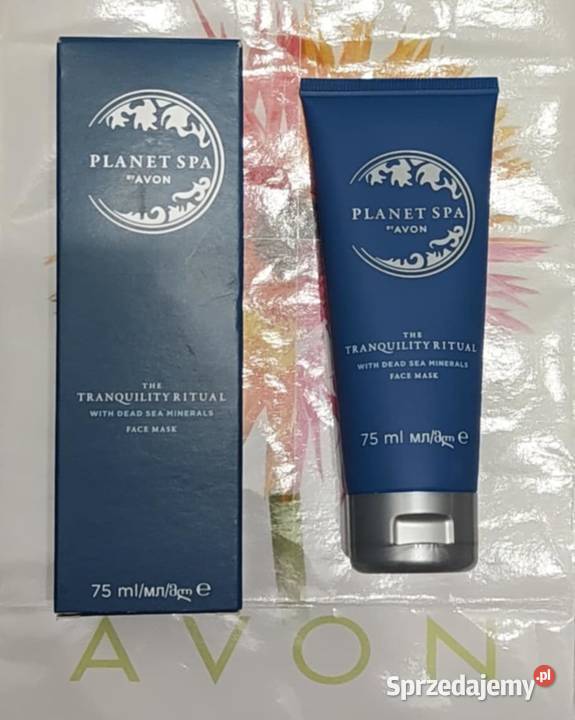 PLANET SPA
BY AVON
THE
TRANQUILITY RITUAL
WITH DEAD SEA MINERALS
FACE MASK
75 ml/мл/მლ ℮
PLANET SPA
BY AVON
THE
TRANQUILITY RITUAL
WITH DEAD SEA MINERALS
FACE MASK
75 ml мл/მლ ℮
AVON
Sprzedajemy.pl